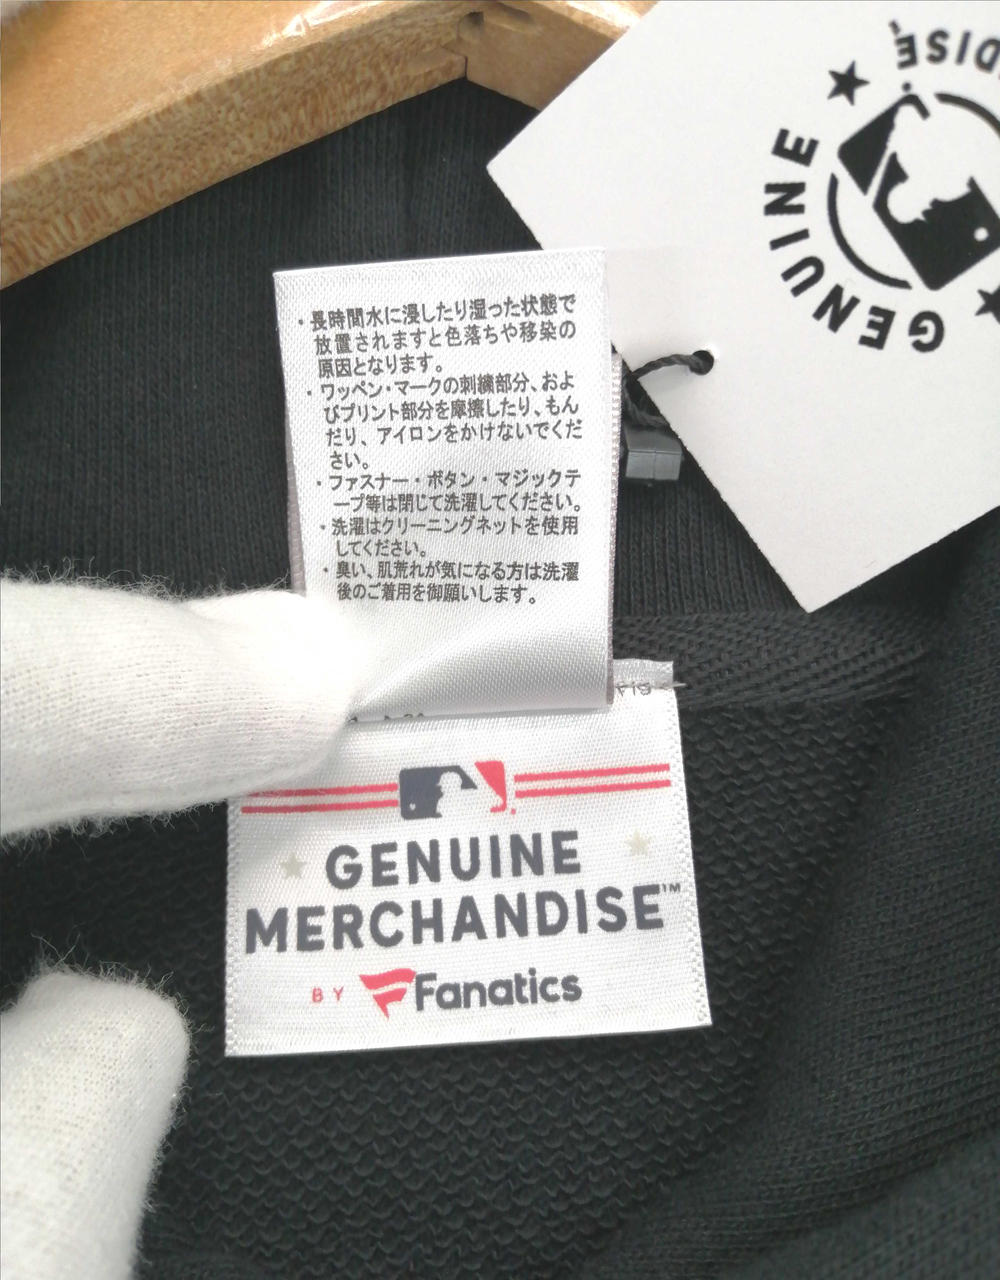 GENUINE
・長時間水に浸したり湿った状態で
放置されますと色落ちや移染の
原因となります。
・ワッペン・マークの刺繍部分、およ
びプリント部分を摩擦したり、もん
だり、アイロンをかけないでくだ
さい。
・ファスナー・ボタン・マジックテ
ープ等は閉じて洗濯してください。
・洗濯はクリーニングネットを使用
してください。
・臭い、肌荒れが気になる方は洗濯
後のご着用を御願いします。
GENUINE
MERCHANDISE™
BY Fanatics